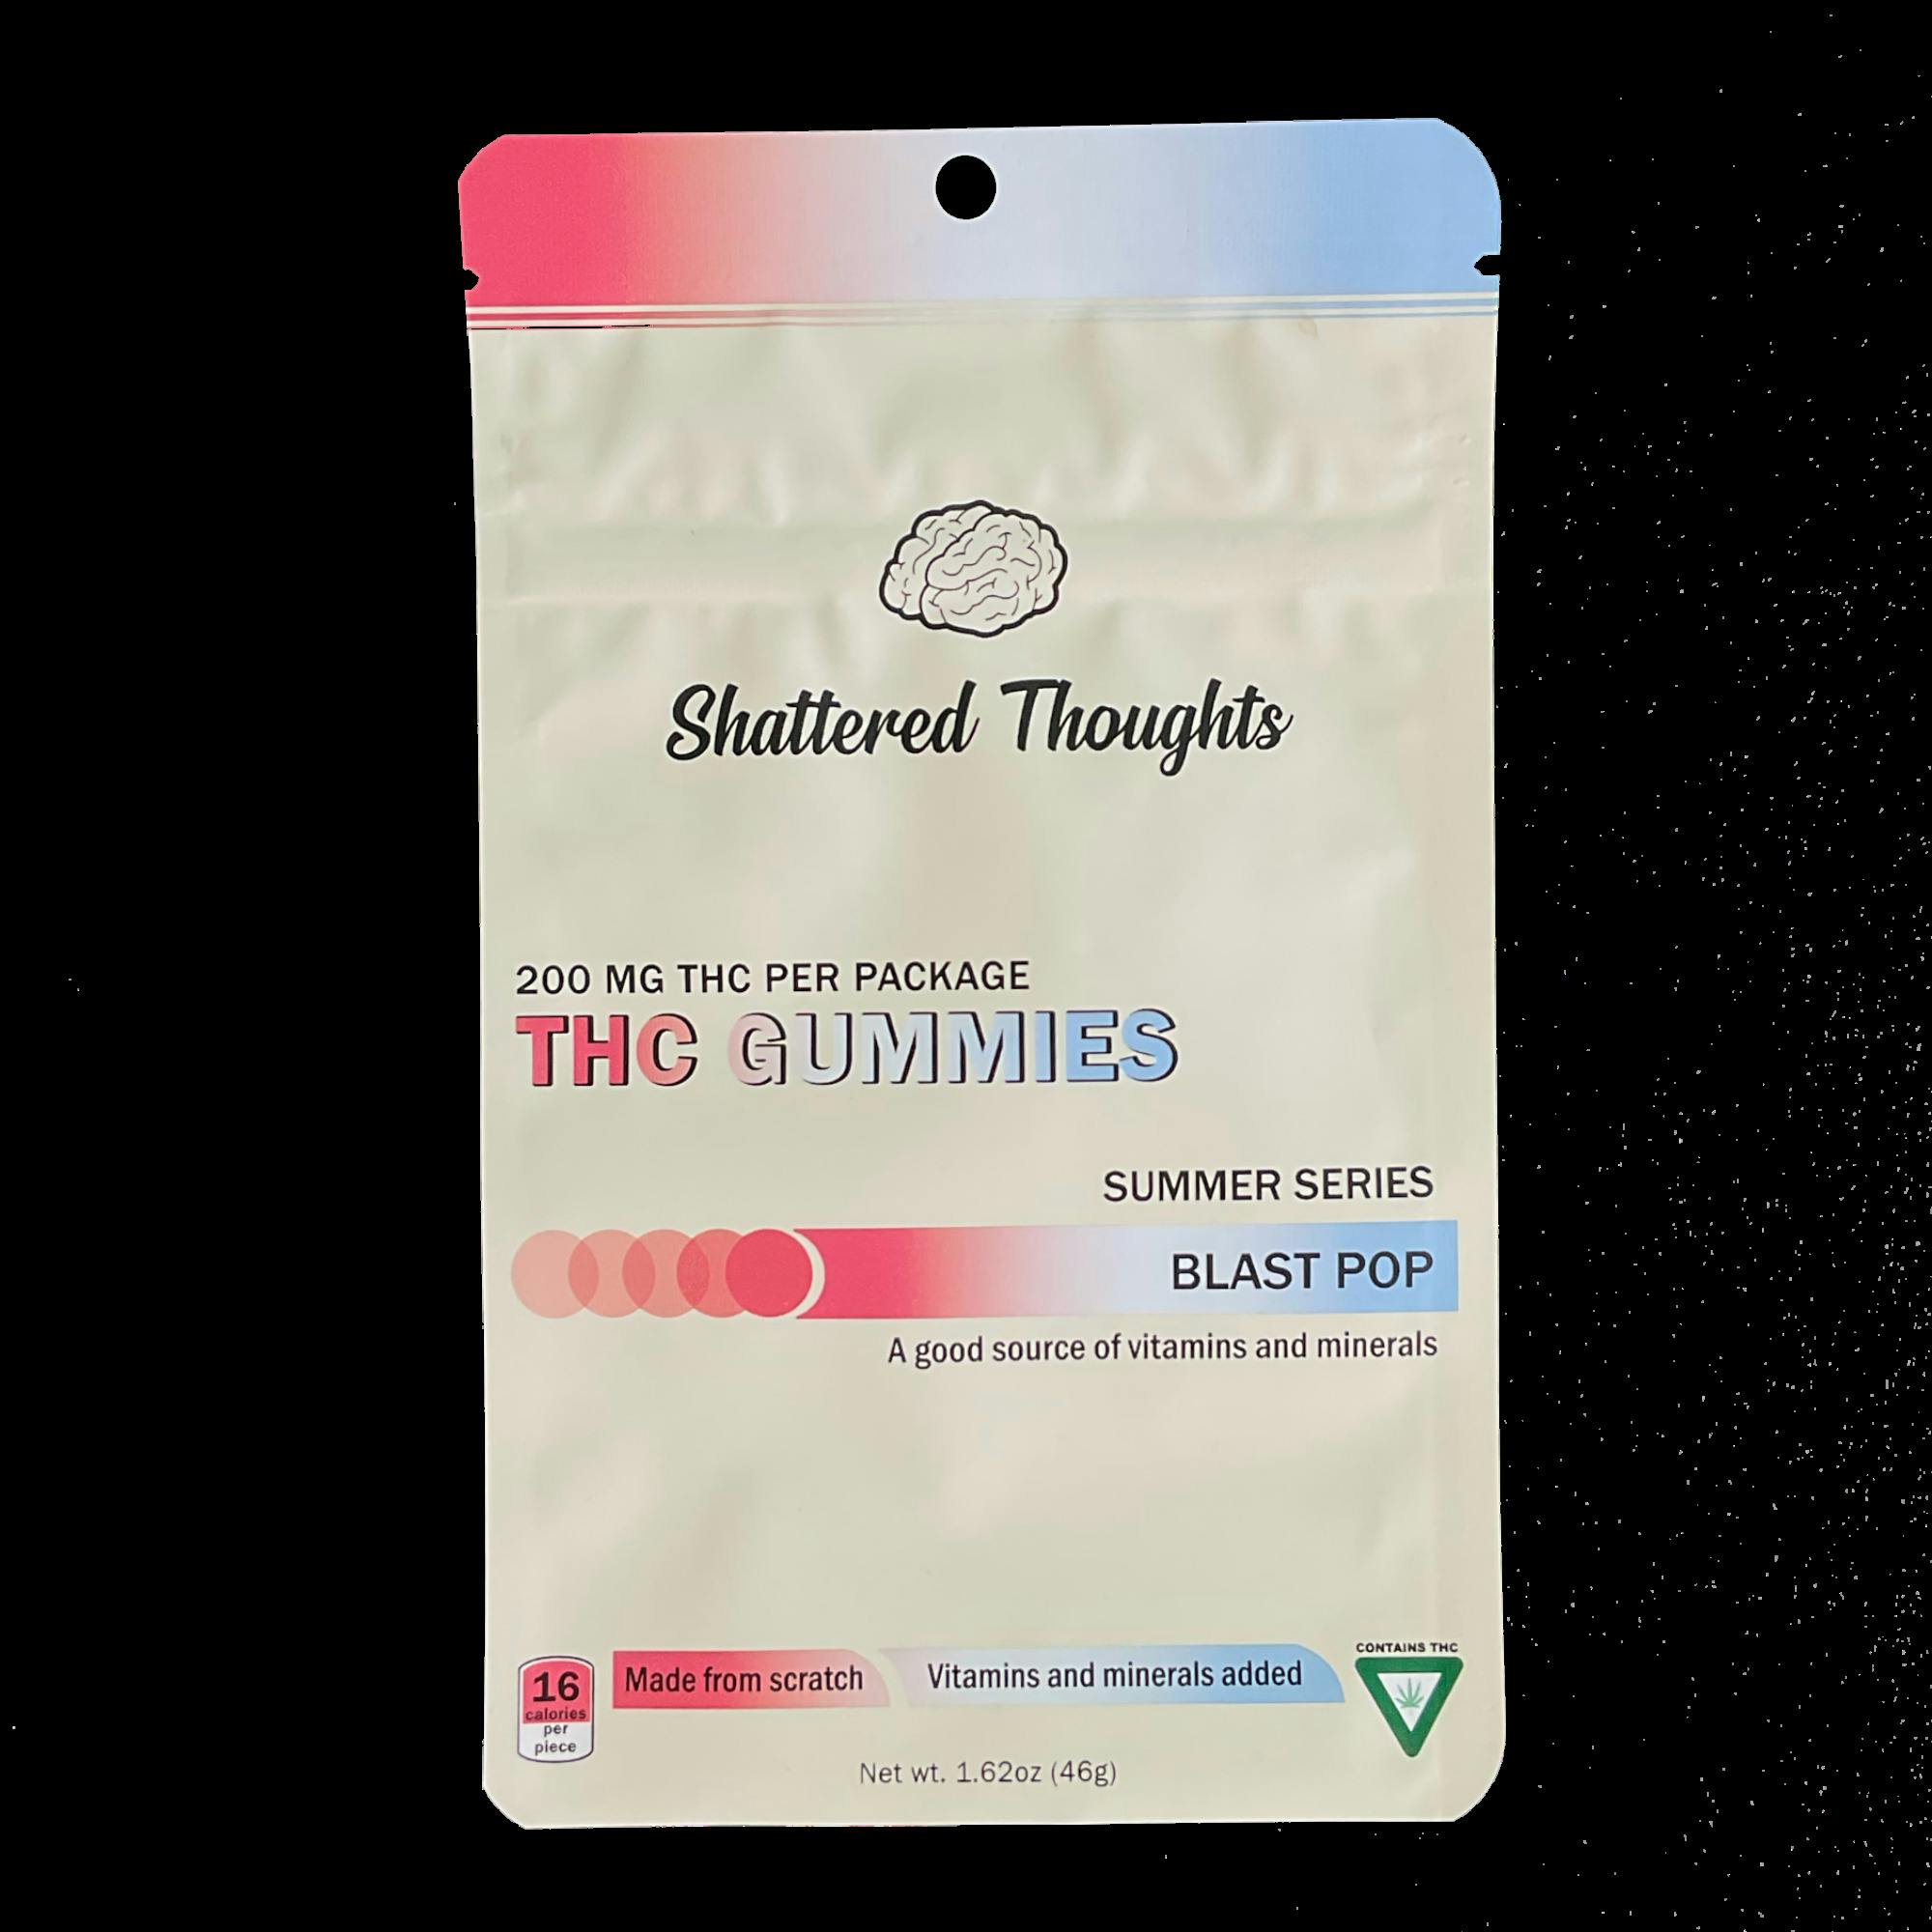 Shattered Thoughts
200 MG THC PER PACKAGE
THC GUMMIES
SUMMER SERIES
BLAST POP
A good source of vitamins and minerals
CONTAINS THC
16
calories
per
piece
Made from scratch
Vitamins and minerals added
Net wt. 1.62oz (46g)